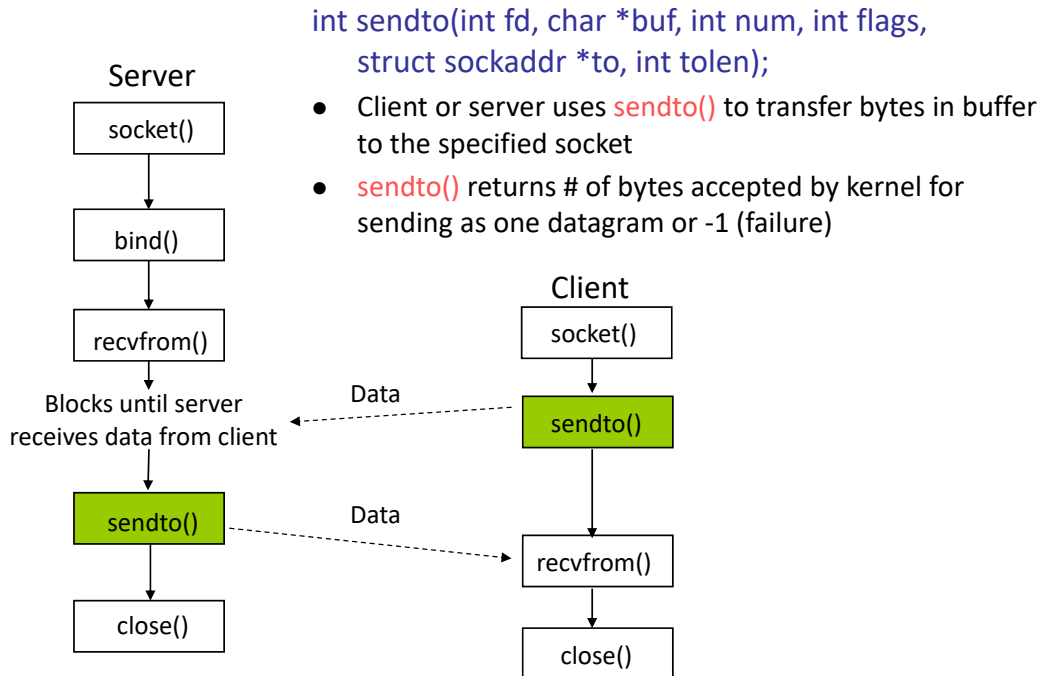 int sendto(int fd, char *buf, int num, int flags,
struct sockaddr *to, int tolen);
● Client or server uses sendto() to transfer bytes in buffer
to the specified socket
● sendto() returns # of bytes accepted by kernel for
sending as one datagram or -1 (failure)
Server
socket()
bind()
recvfrom()
Blocks until server
receives data from client
sendto()
close()
Data
Data
Client
socket()
sendto()
recvfrom()
close()